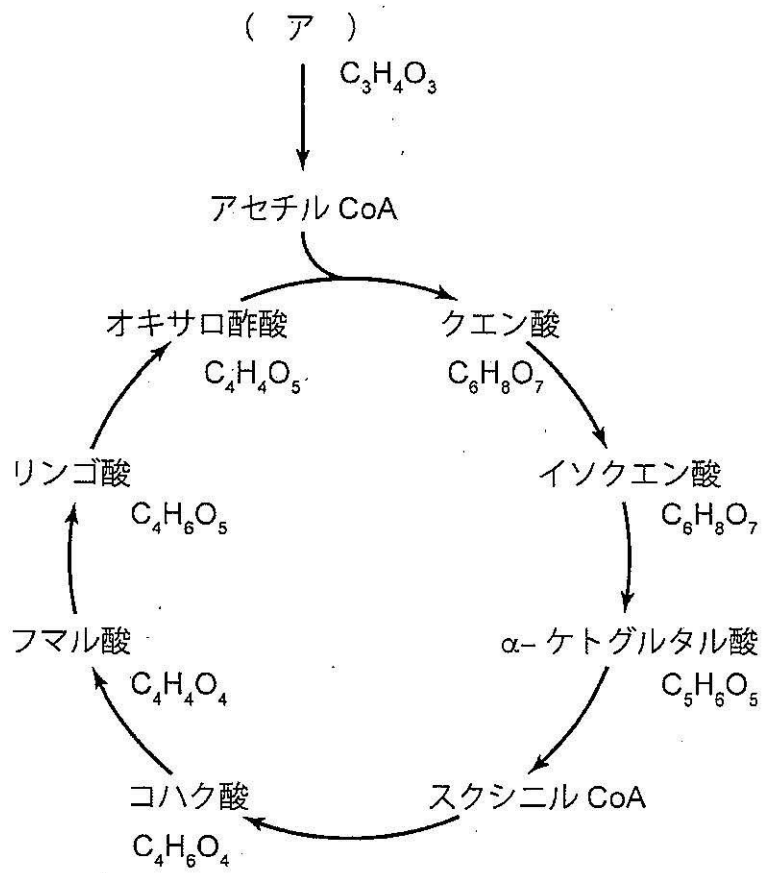 ( ア )
C₃H₄O₃
アセチル CoA
オキサロ酢酸
クエン酸
C₄H₄O₅
C₆H₈O₇
リンゴ酸
イソクエン酸
C₄H₆O₅
C₆H₈O₇
フマル酸
α− ケトグルタル酸
C₄H₄O₄
C₅H₆O₅
コハク酸
スクシニル CoA
C₄H₆O₄